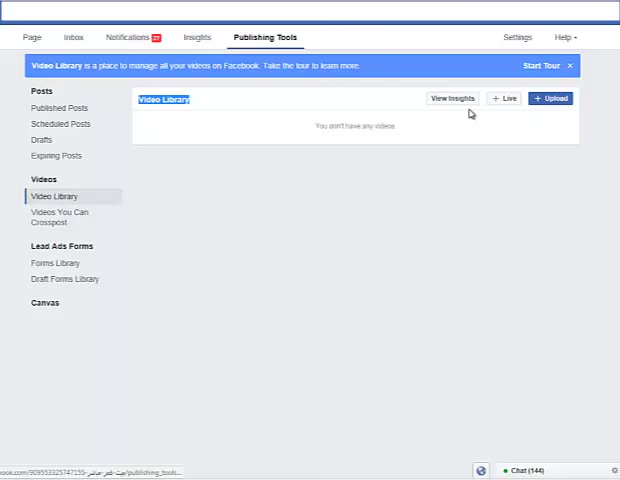 Page Inbox Notifications 27 Insights Publishing Tools Settings Help
Video Library is a place to manage all your videos on Facebook. Take the tour to learn more. Start Tour ×
Posts
Published Posts
Scheduled Posts
Drafts
Expiring Posts
Videos
Video Library
Videos You Can
Crosspost
Lead Ads Forms
Forms Library
Draft Forms Library
Canvas
Video Library View Insights + Live + Upload
You don't have any videos
Chat (144)